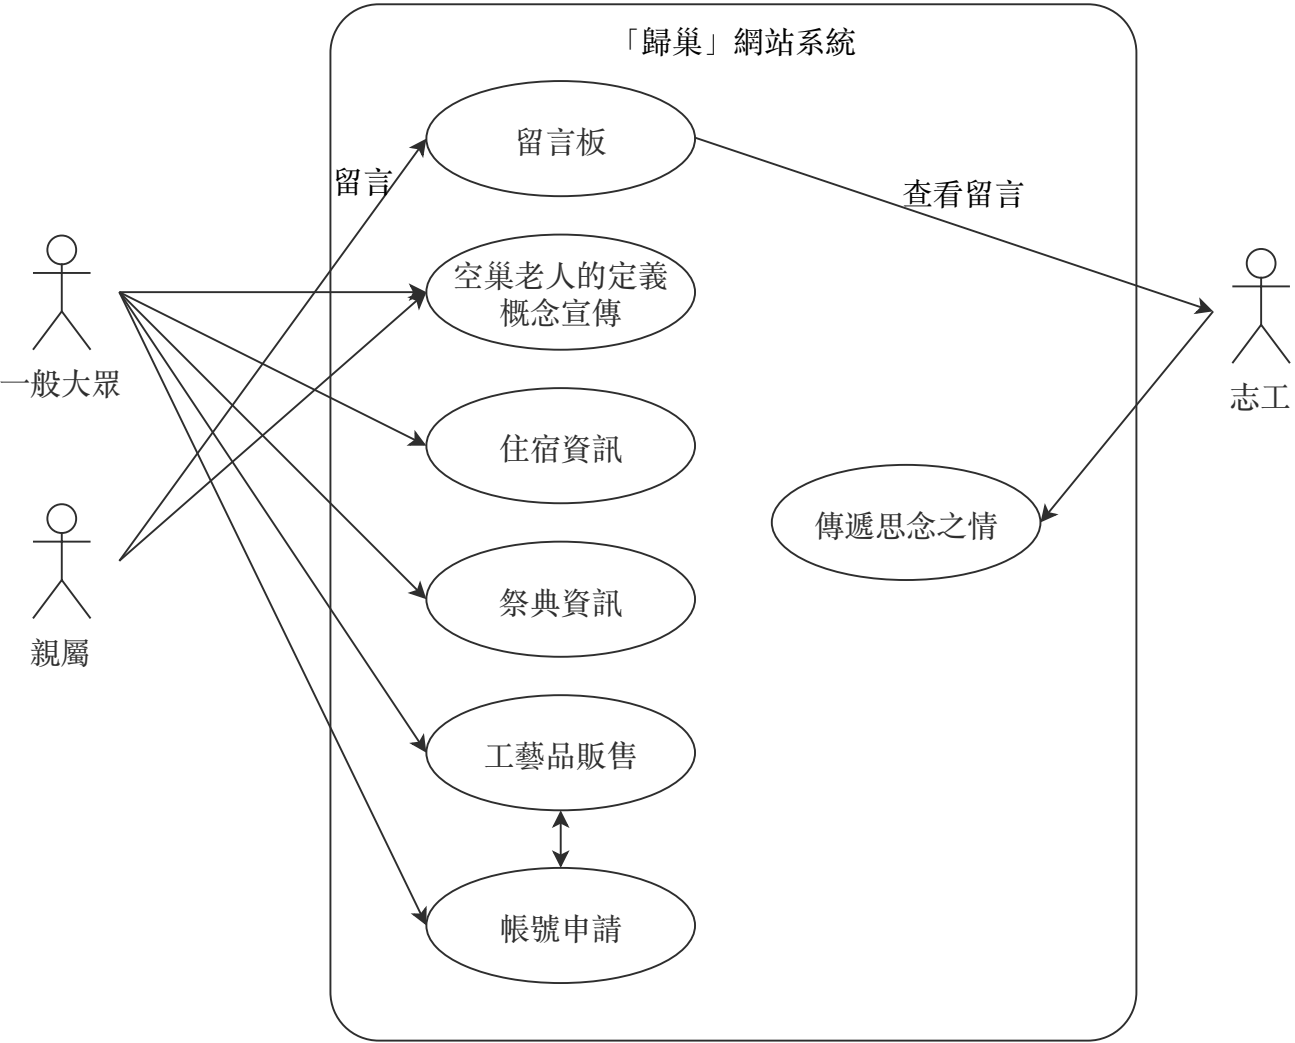 「歸巢」網站系統
留言板
留言
查看留言
空巢老人的定義
概念宣傳
一般大眾
志工
住宿資訊
傳遞思念之情
祭典資訊
親屬
工藝品販售
帳號申請